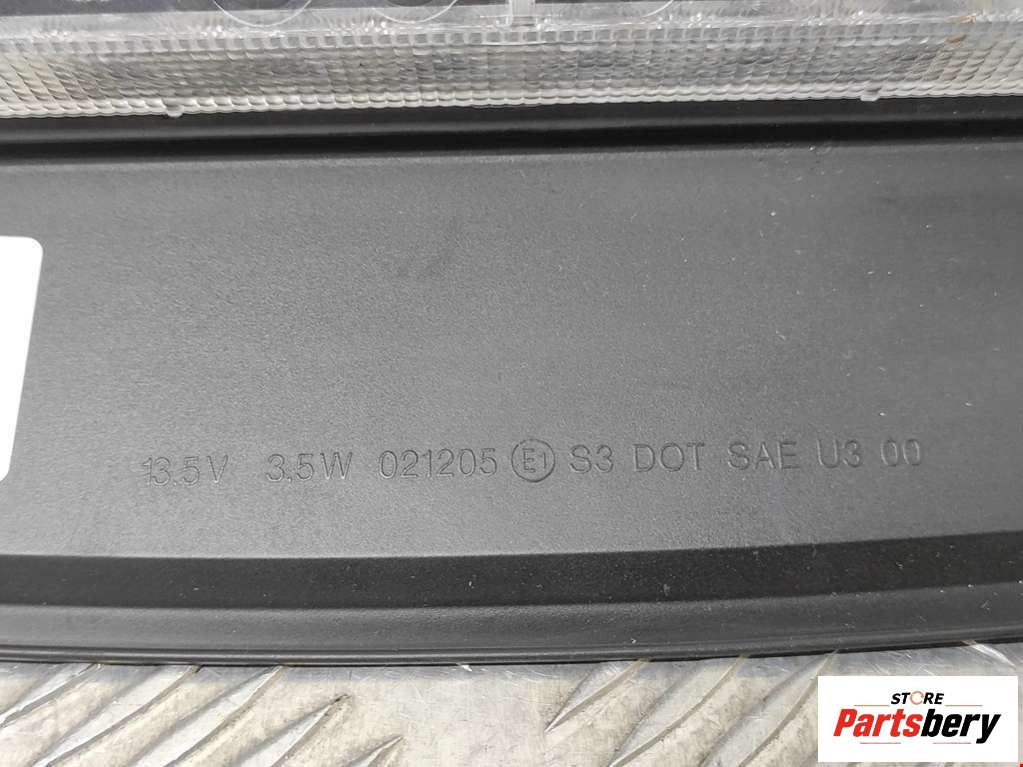 13.5V 3.5W 021205 E1 S3 DOT SAE U3 00
STORE
Partsbery